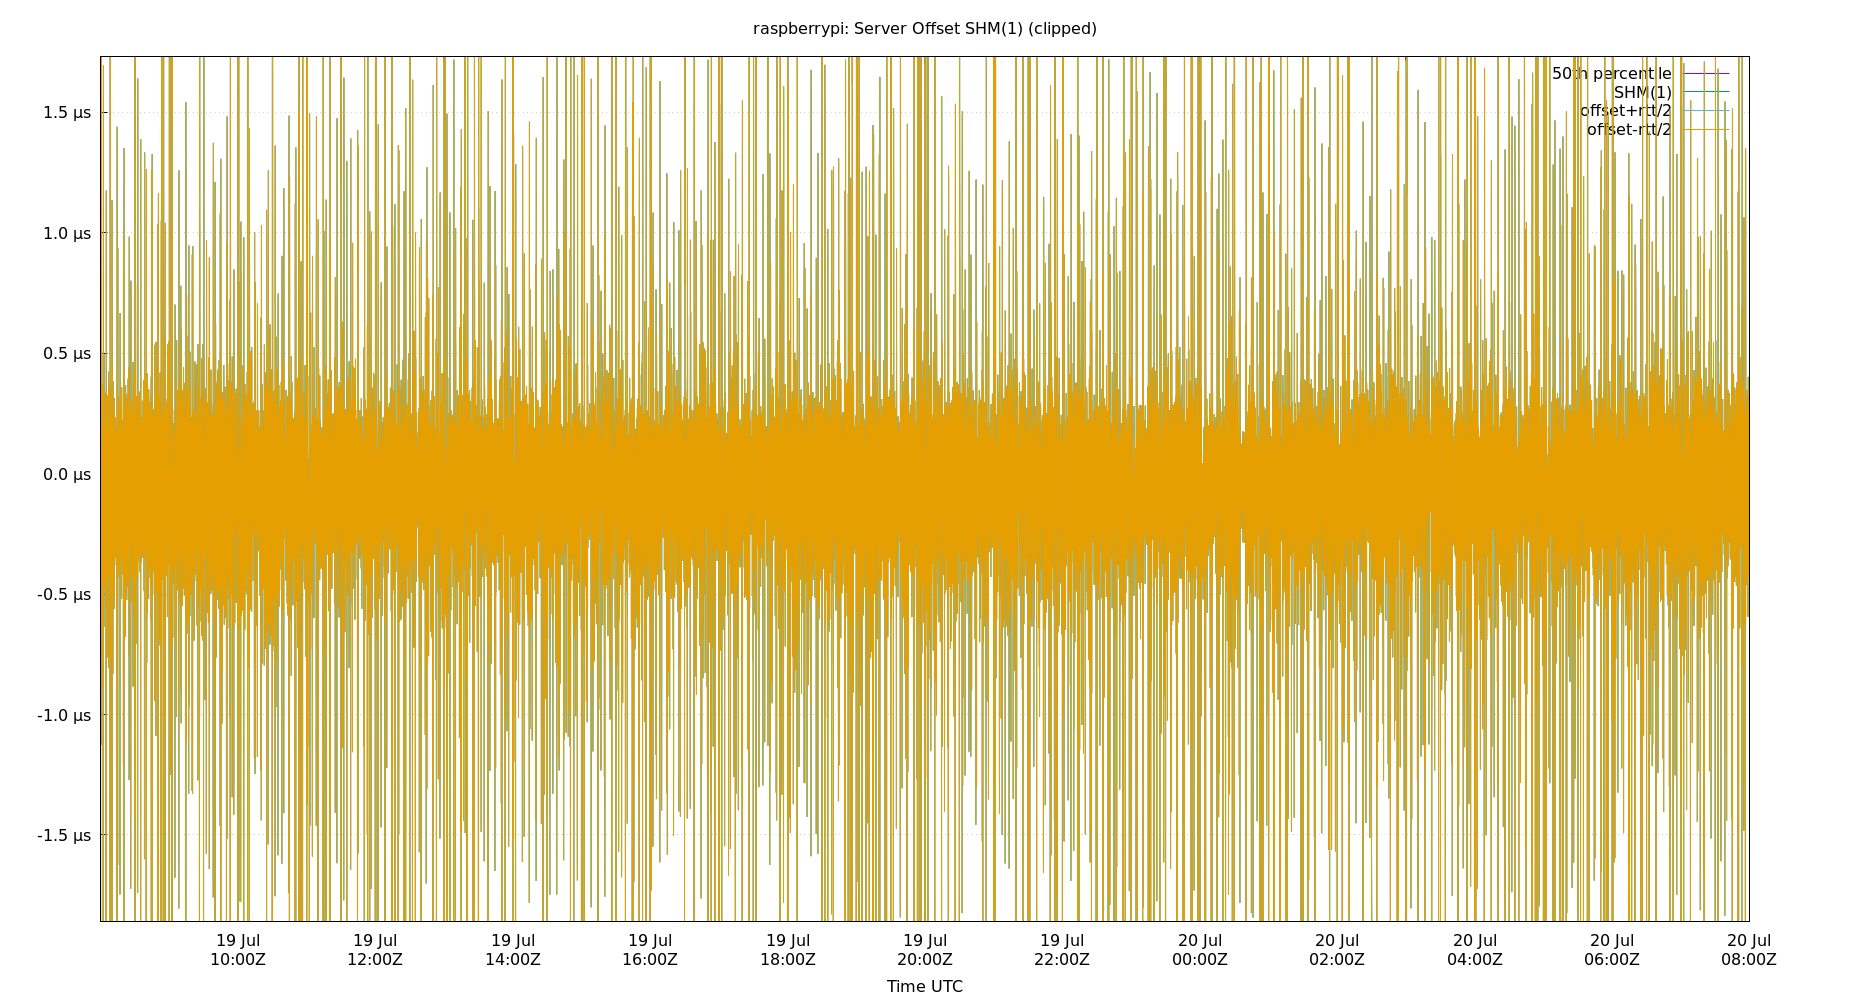 raspberrypi: Server Offset SHM(1) (clipped)
50th percentile
SHM(1)
offset+rtt/2
offset-rtt/2
1.5 µs
1.0 µs
0.5 µs
0.0 µs
-0.5 µs
-1.0 µs
-1.5 µs
19 Jul 19 Jul 19 Jul 19 Jul 19 Jul 19 Jul 19 Jul 20 Jul 20 Jul 20 Jul 20 Jul 20 Jul
10:00Z 12:00Z 14:00Z 16:00Z 18:00Z 20:00Z 22:00Z 00:00Z 02:00Z 04:00Z 06:00Z 08:00Z
Time UTC